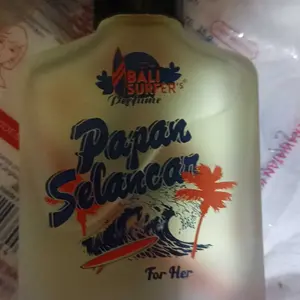 BALI
SURFER'S
Perfume
Papan
Selancar
For Her